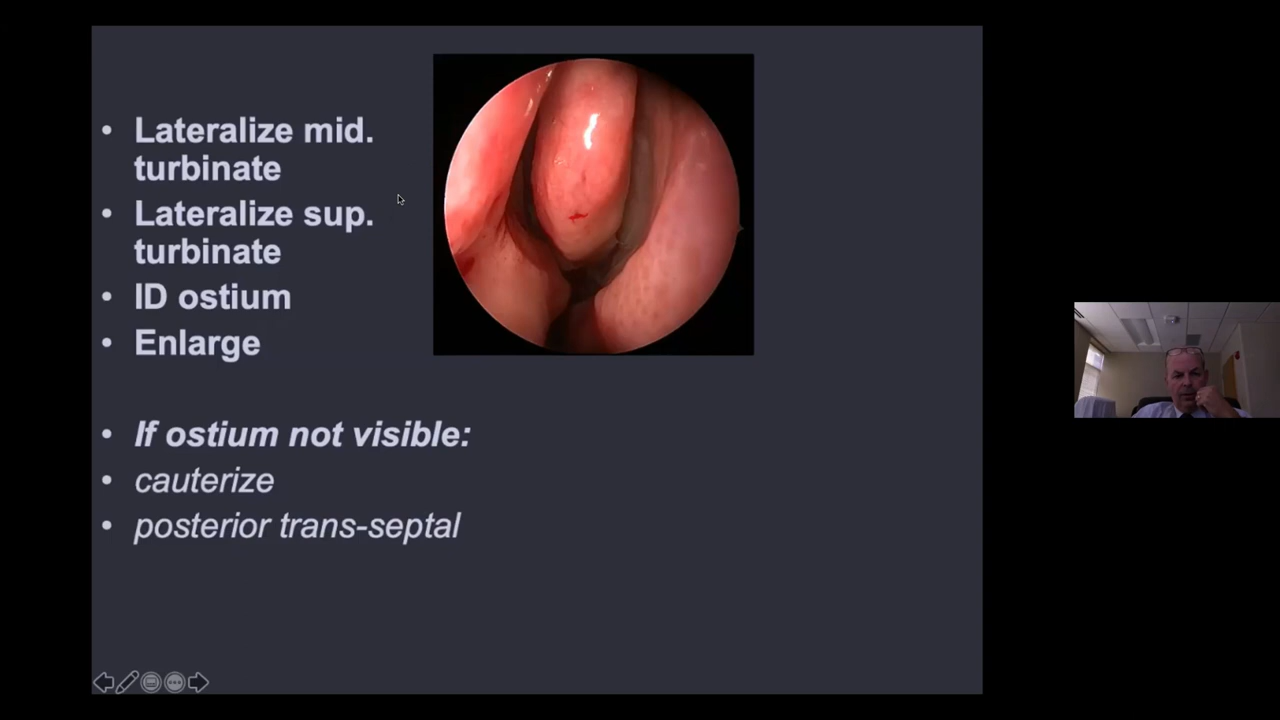 • Lateralize mid.
turbinate
• Lateralize sup.
turbinate
• ID ostium
• Enlarge
• If ostium not visible:
• cauterize
• posterior trans-septal